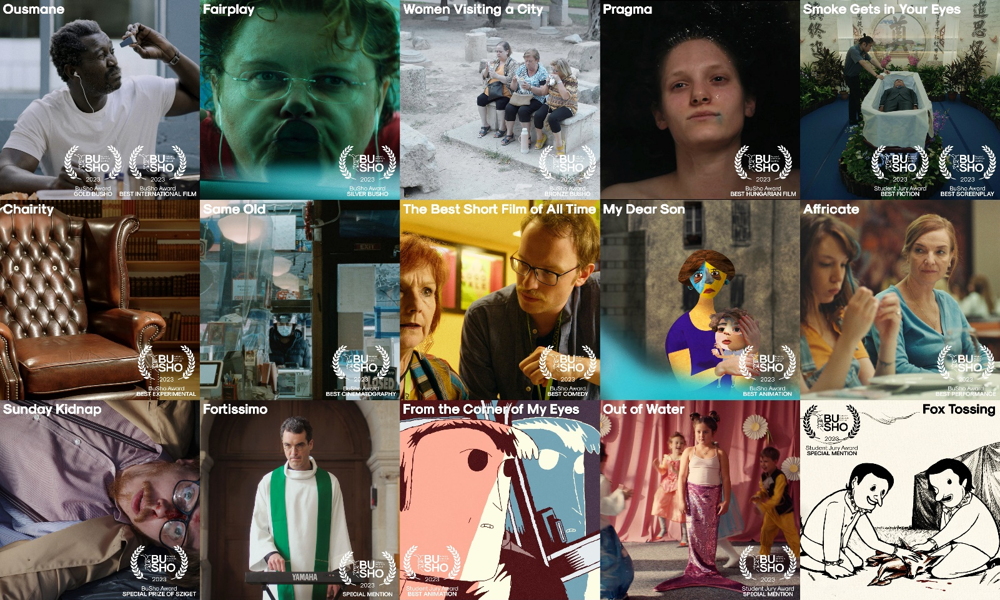 Ousmane
BU
SHO
2023
BuSho Award
GOLD BUSHO
BU
SHO
2023
BuSho Award
BEST INTERNATIONAL FILM
Fairplay
BU
SHO
2023
BuSho Award
SILVER BUSHO
Women Visiting a City
BU
SHO
2023
BuSho Award
BRONZE BUSHO
Pragma
BU
SHO
2023
BuSho Award
BEST HUNGARIAN FILM
Smoke Gets in Your Eyes
BU
SHO
2023
Student Jury Award
BEST FICTION
BU
SHO
2023
BuSho Award
BEST SCREENPLAY
Chairity
BU
SHO
2023
BuSho Award
BEST EXPERIMENTAL
Same Old
EXIT
BU
SHO
2023
BuSho Award
BEST CINEMATOGRAPHY
The Best Short Film of All Time
BU
SHO
2023
BuSho Award
BEST COMEDY
My Dear Son
BU
SHO
2023
BuSho Award
BEST ANIMATION
Affricate
BU
SHO
2023
BuSho Award
BEST PERFORMANCE
Sunday Kidnap
BU
SHO
2023
BuSho Award
SPECIAL PRIZE OF SZIGET
Fortissimo
YAMAHA
BU
SHO
2023
SPECIAL MENTION
From the Corner of My Eyes
BU
SHO
2023
Student Jury Award
BEST ANIMATION
Out of Water
BU
SHO
2023
Student Jury Award
SPECIAL MENTION
Fox Tossing
BU
SHO
2023
Student Jury Award
SPECIAL MENTION